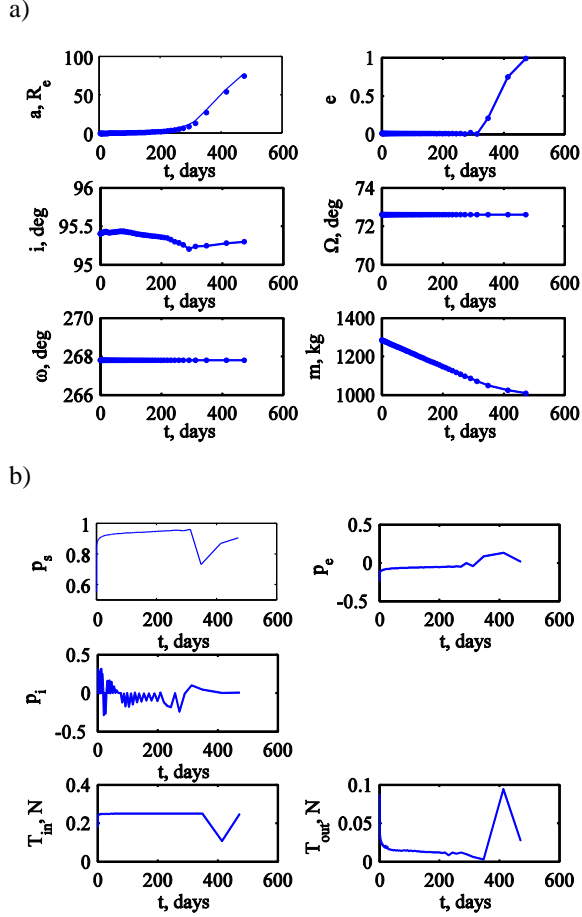 a)
100
50
0
a, R_e
0 200 400 600
t, days
1
0.5
0
e
0 200 400 600
t, days
96
95.5
95
i, deg
0 200 400 600
t, days
74
72
70
Ω, deg
0 200 400 600
t, days
270
268
266
ω, deg
0 200 400 600
t, days
1400
1200
1000
m, kg
0 200 400 600
t, days
b)
1
0.8
0.6
p_s
0 200 400 600
t, days
0.5
0
-0.5
p_e
0 200 400 600
t, days
0.5
0
-0.5
p_i
0 200 400 600
t, days
0.4
0.2
0
T_in, N
0 200 400 600
t, days
0.1
0.05
0
T_out, N
0 200 400 600
t, days